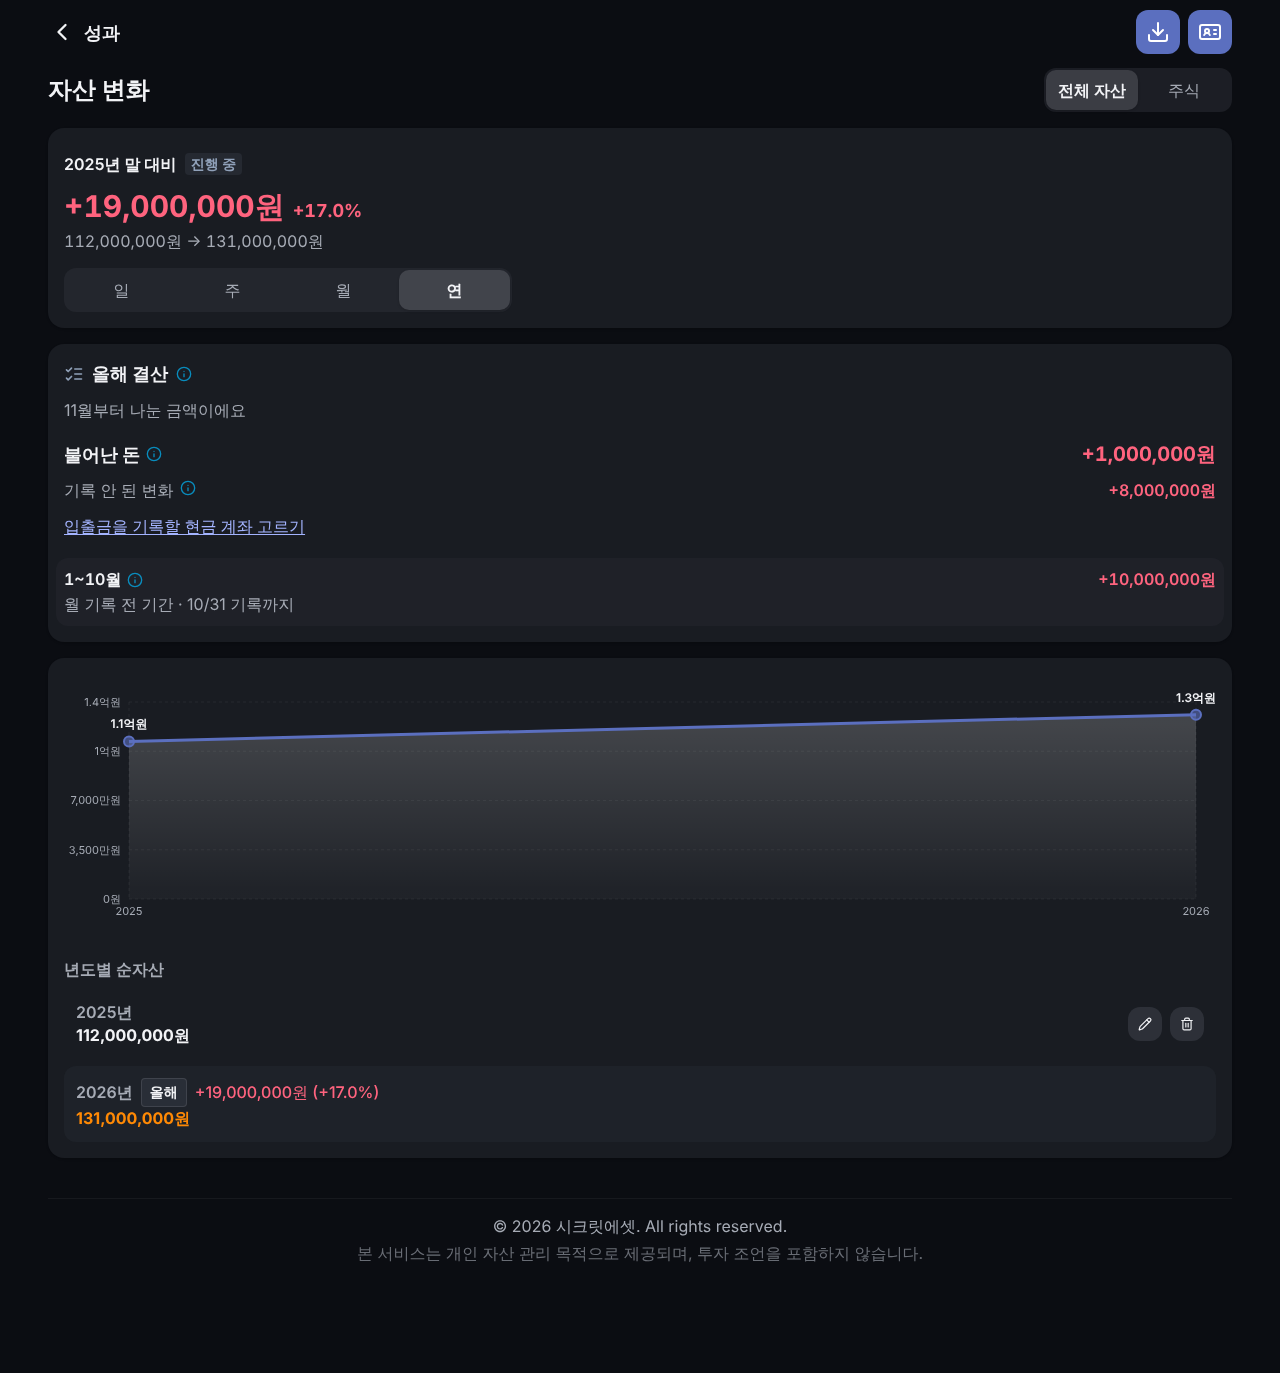 성과
자산 변화
전체 자산 주식
2025년 말 대비 진행 중
+19,000,000원 +17.0%
112,000,000원 → 131,000,000원
일 주 월 연
올해 결산
11월부터 나눈 금액이에요
불어난 돈 +1,000,000원
기록 안 된 변화 +8,000,000원
입출금을 기록할 현금 계좌 고르기
1~10월 +10,000,000원
월 기록 전 기간 · 10/31 기록까지
1.4억원
1.3억원
1.1억원
1억원
7,000만원
3,500만원
0원
2025 2026
년도별 순자산
2025년
112,000,000원
2026년 올해 +19,000,000원 (+17.0%)
131,000,000원
© 2026 시크릿에셋. All rights reserved.
본 서비스는 개인 자산 관리 목적으로 제공되며, 투자 조언을 포함하지 않습니다.